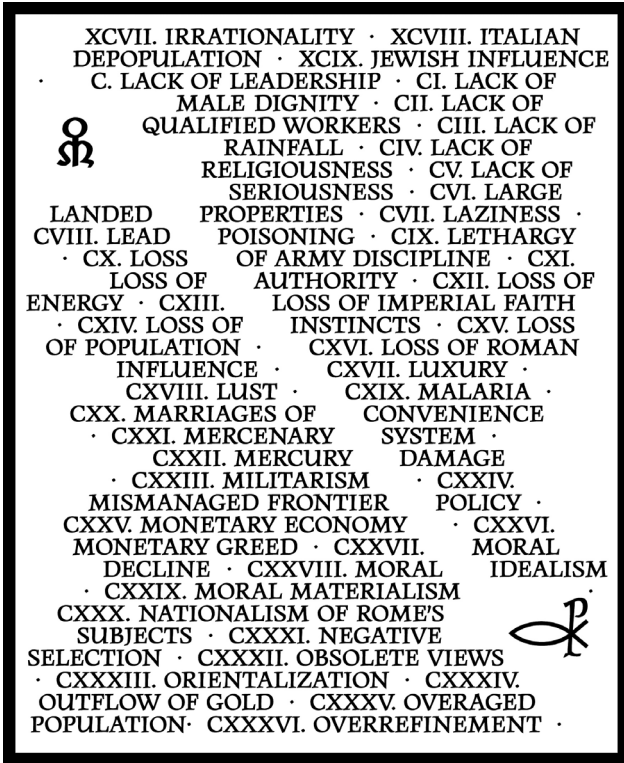 XCVII. IRRATIONALITY · XCVIII. ITALIAN
DEPOPULATION · XCIX. JEWISH INFLUENCE
· C. LACK OF LEADERSHIP · CI. LACK OF
MALE DIGNITY · CII. LACK OF
QUALIFIED WORKERS · CIII. LACK OF
RAINFALL · CIV. LACK OF
RELIGIOUSNESS · CV. LACK OF
SERIOUSNESS · CVI. LARGE
LANDED PROPERTIES · CVII. LAZINESS ·
CVIII. LEAD POISONING · CIX. LETHARGY
· CX. LOSS OF ARMY DISCIPLINE · CXI.
LOSS OF AUTHORITY · CXII. LOSS OF
ENERGY · CXIII. LOSS OF IMPERIAL FAITH
· CXIV. LOSS OF INSTINCTS · CXV. LOSS
OF POPULATION · CXVI. LOSS OF ROMAN
INFLUENCE · CXVII. LUXURY ·
CXVIII. LUST · CXIX. MALARIA ·
CXX. MARRIAGES OF CONVENIENCE
· CXXI. MERCENARY SYSTEM ·
CXXII. MERCURY DAMAGE
· CXXIII. MILITARISM · CXXIV.
MISMANAGED FRONTIER POLICY ·
CXXV. MONETARY ECONOMY · CXXVI.
MONETARY GREED · CXXVII. MORAL
DECLINE · CXXVIII. MORAL IDEALISM
· CXXIX. MORAL MATERIALISM ·
CXXX. NATIONALISM OF ROME'S
SUBJECTS · CXXXI. NEGATIVE
SELECTION · CXXXII. OBSOLETE VIEWS
· CXXXIII. ORIENTALIZATION · CXXXIV.
OUTFLOW OF GOLD · CXXXV. OVERAGED
POPULATION· CXXXVI. OVERREFINEMENT ·